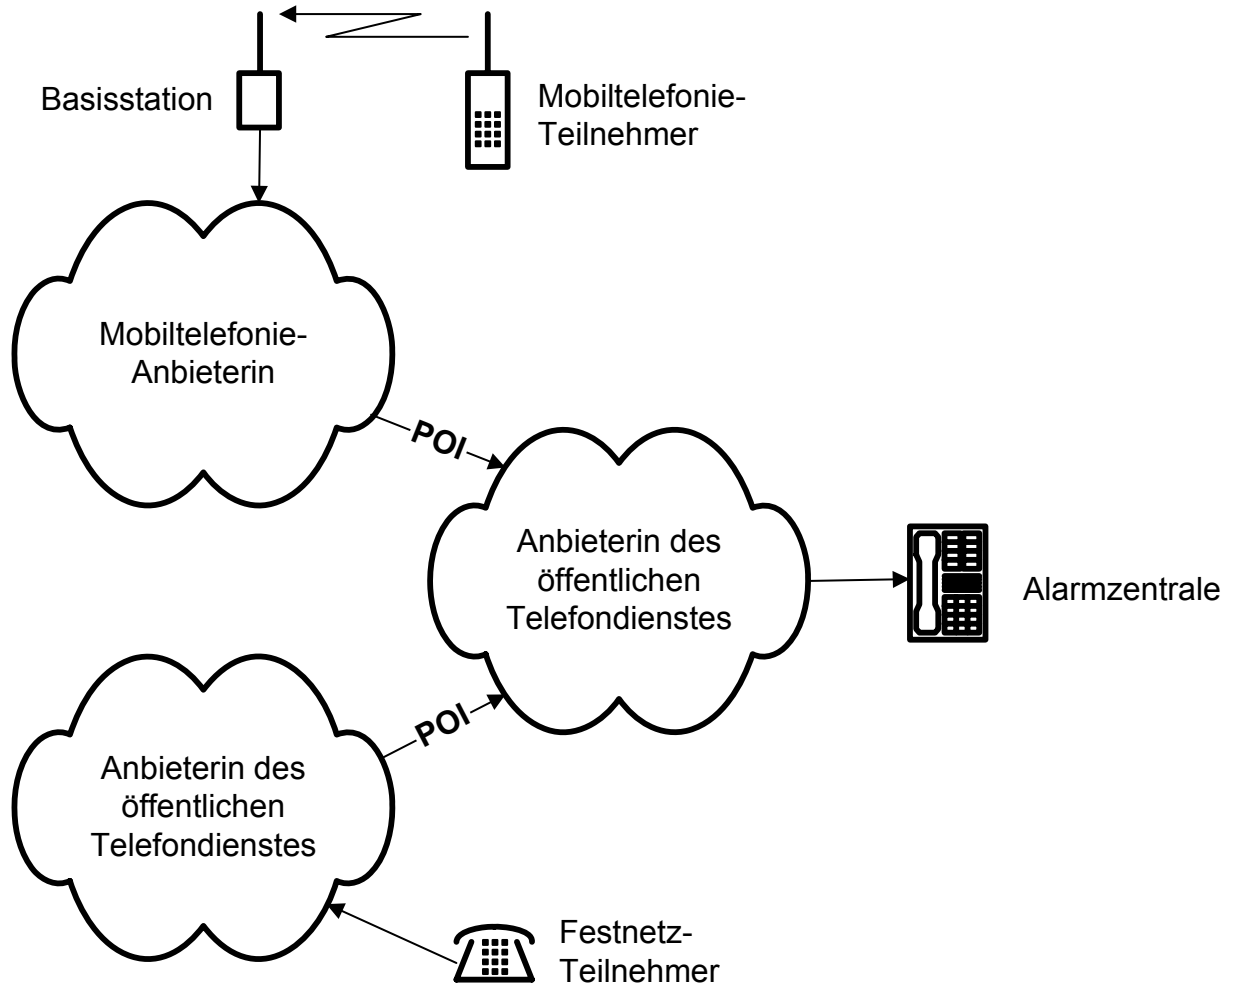 Basisstation
Mobiltelefonie-
Teilnehmer
Mobiltelefonie-
Anbieterin
POI
Anbieterin des
öffentlichen
Telefondienstes
Alarmzentrale
POI
Anbieterin des
öffentlichen
Telefondienstes
Festnetz-
Teilnehmer